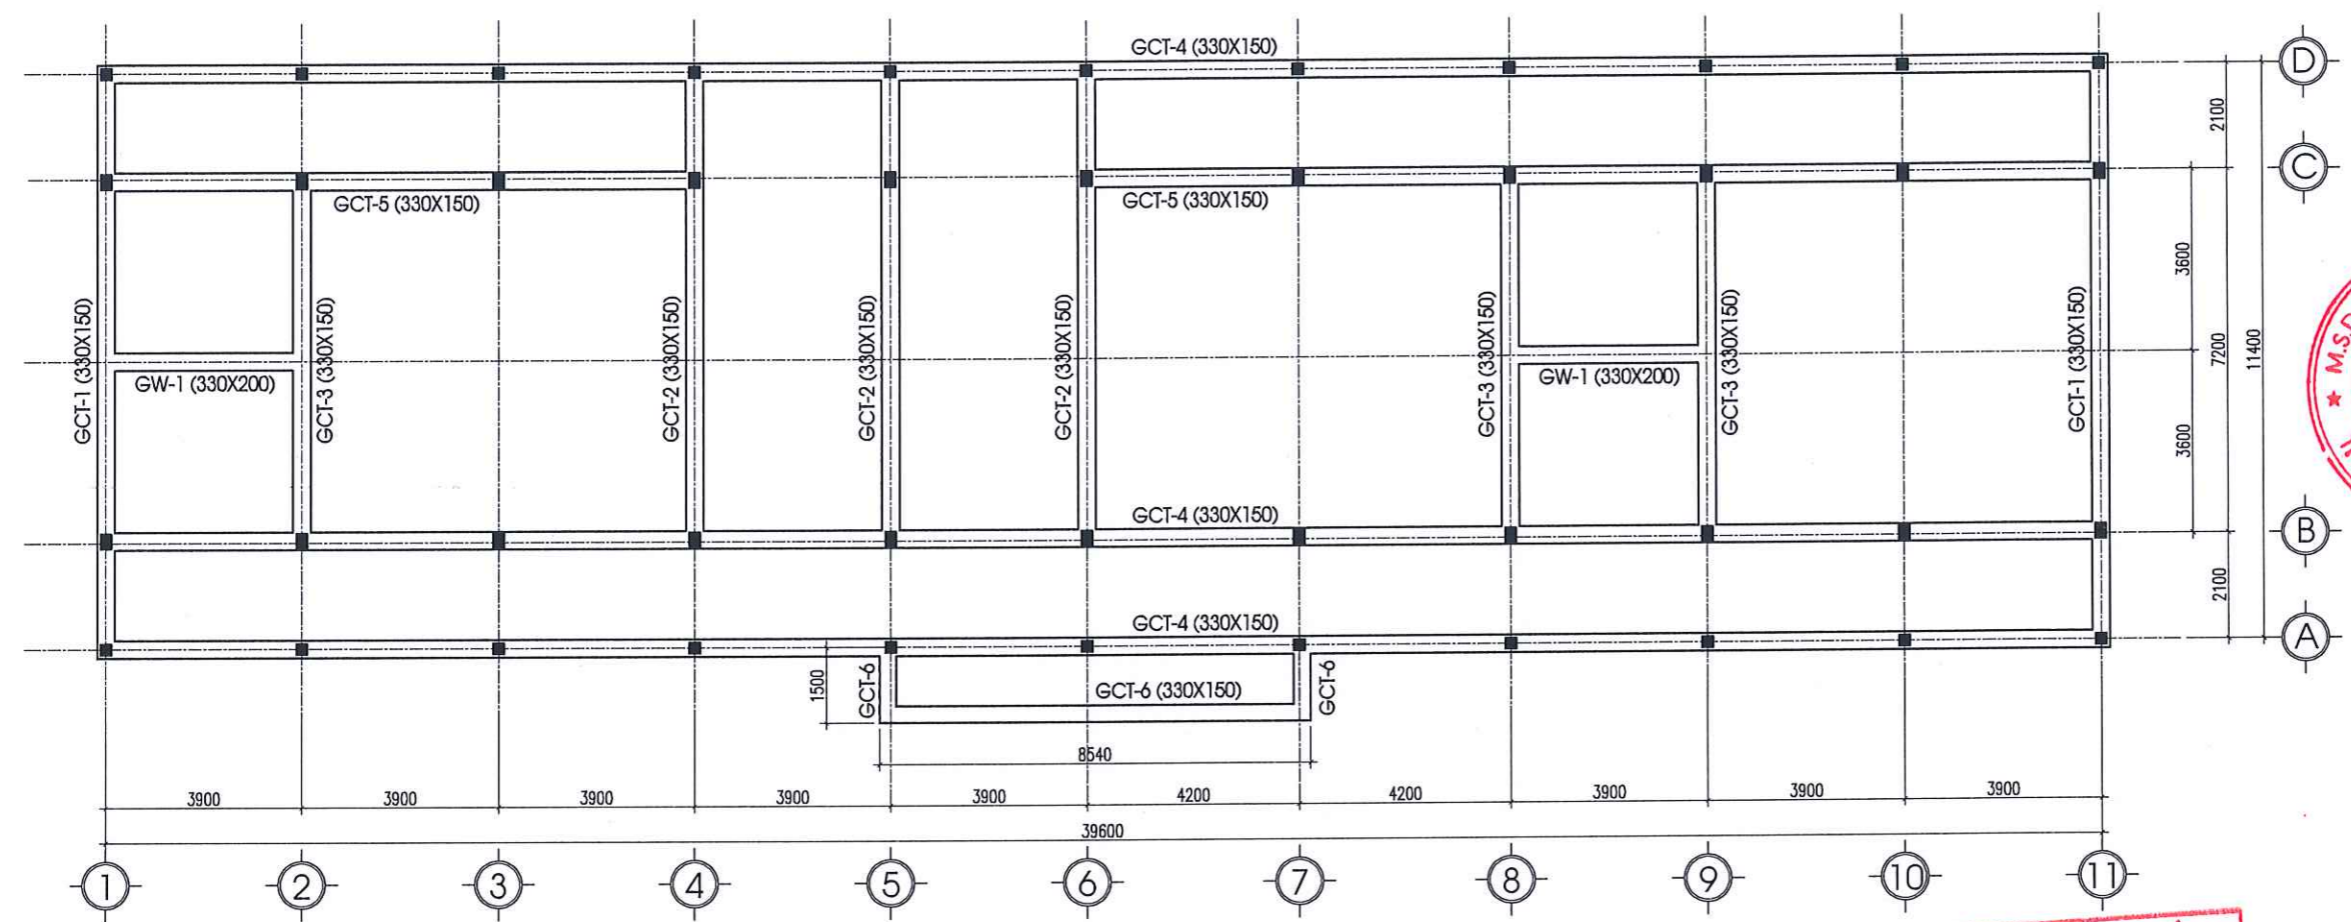 GCT-4 (330X150)
D
2100
C
GCT-5 (330X150)
GCT-5 (330X150)
3600
GCT-1 (330X150)
GW-1 (330X200)
GCT-3 (330X150)
GCT-2 (330X150)
GCT-2 (330X150)
GCT-2 (330X150)
GCT-3 (330X150)
GW-1 (330X200)
GCT-3 (330X150)
GCT-1 (330X150)
7200
11400
★ M.S.D
3600
GCT-4 (330X150)
B
2100
GCT-4 (330X150)
A
1500
GCT-6
GCT-6 (330X150)
GCT-6
8540
3900 3900 3900 3900 3900 4200 4200 3900 3900 3900
39600
1 2 3 4 5 6 7 8 9 10 11